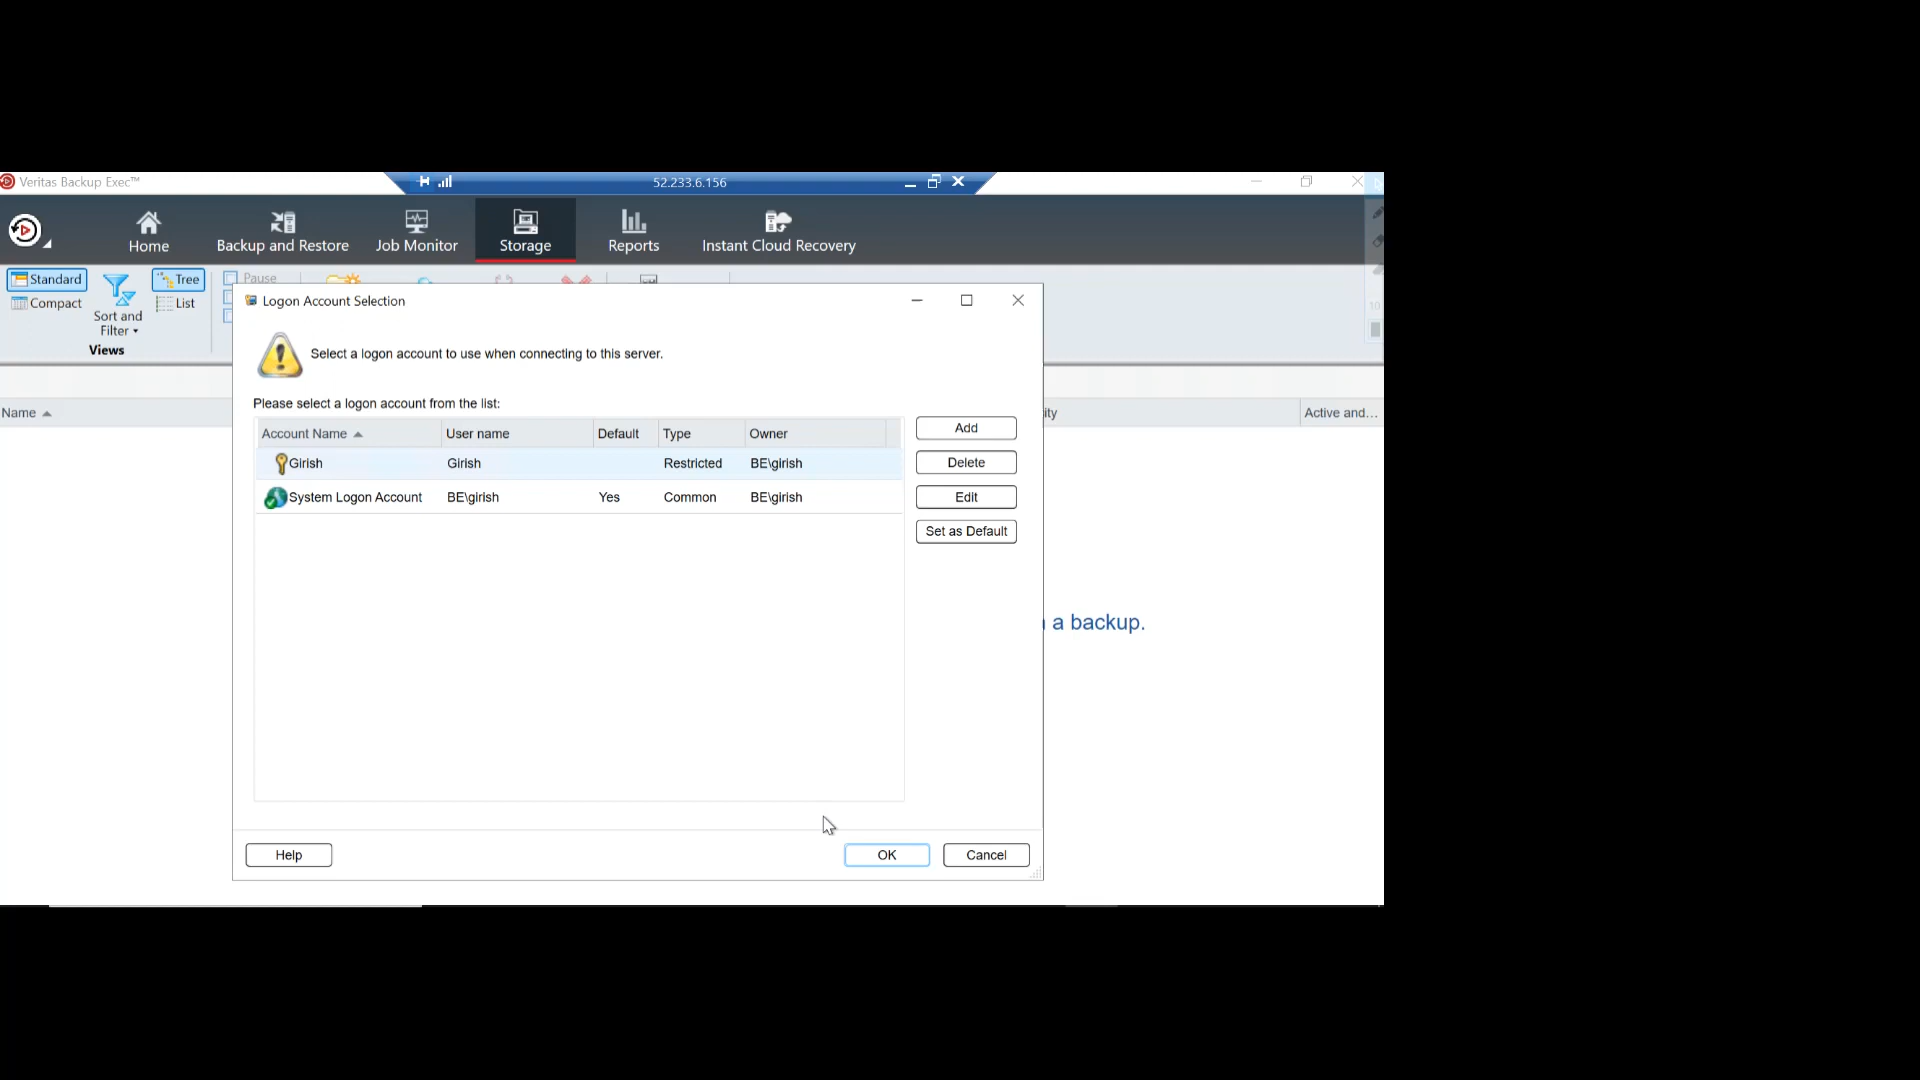 Veritas Backup Exec™
52.233.6.156
Home
Backup and Restore
Job Monitor
Storage
Reports
Instant Cloud Recovery
Standard
Compact
Sort and
Filter
Tree
List
Views
Pause
10
Logon Account Selection
Select a logon account to use when connecting to this server.
Please select a logon account from the list:
Account Name User name Default Type Owner
Girish Girish Restricted BE\girish
System Logon Account BE\girish Yes Common BE\girish
Add
Delete
Edit
Set as Default
Name
ity
Active and...
a backup.
Help
OK
Cancel